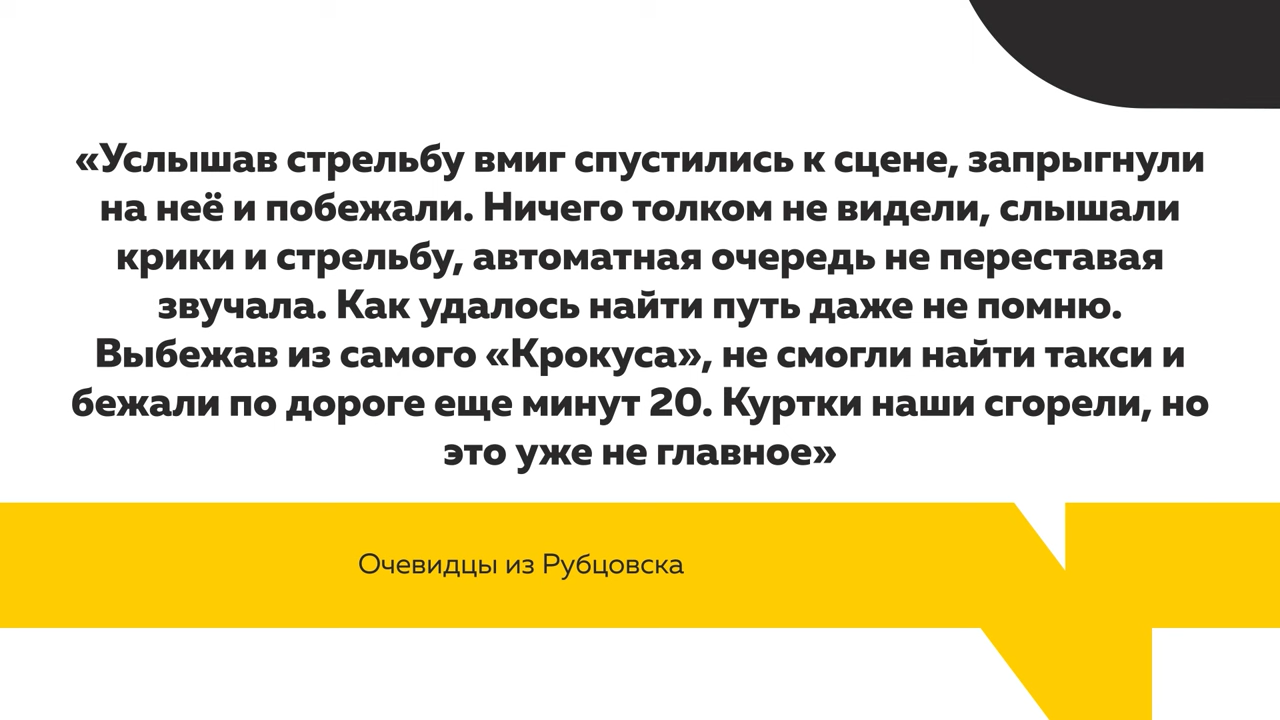 «Услышав стрельбу вмиг спустились к сцене, запрыгнули
на неё и побежали. Ничего толком не видели, слышали
крики и стрельбу, автоматная очередь не переставая
звучала. Как удалось найти путь даже не помню.
Выбежав из самого «Крокуса», не смогли найти такси и
бежали по дороге еще минут 20. Куртки наши сгорели, но
это уже не главное»
Очевидцы из Рубцовска